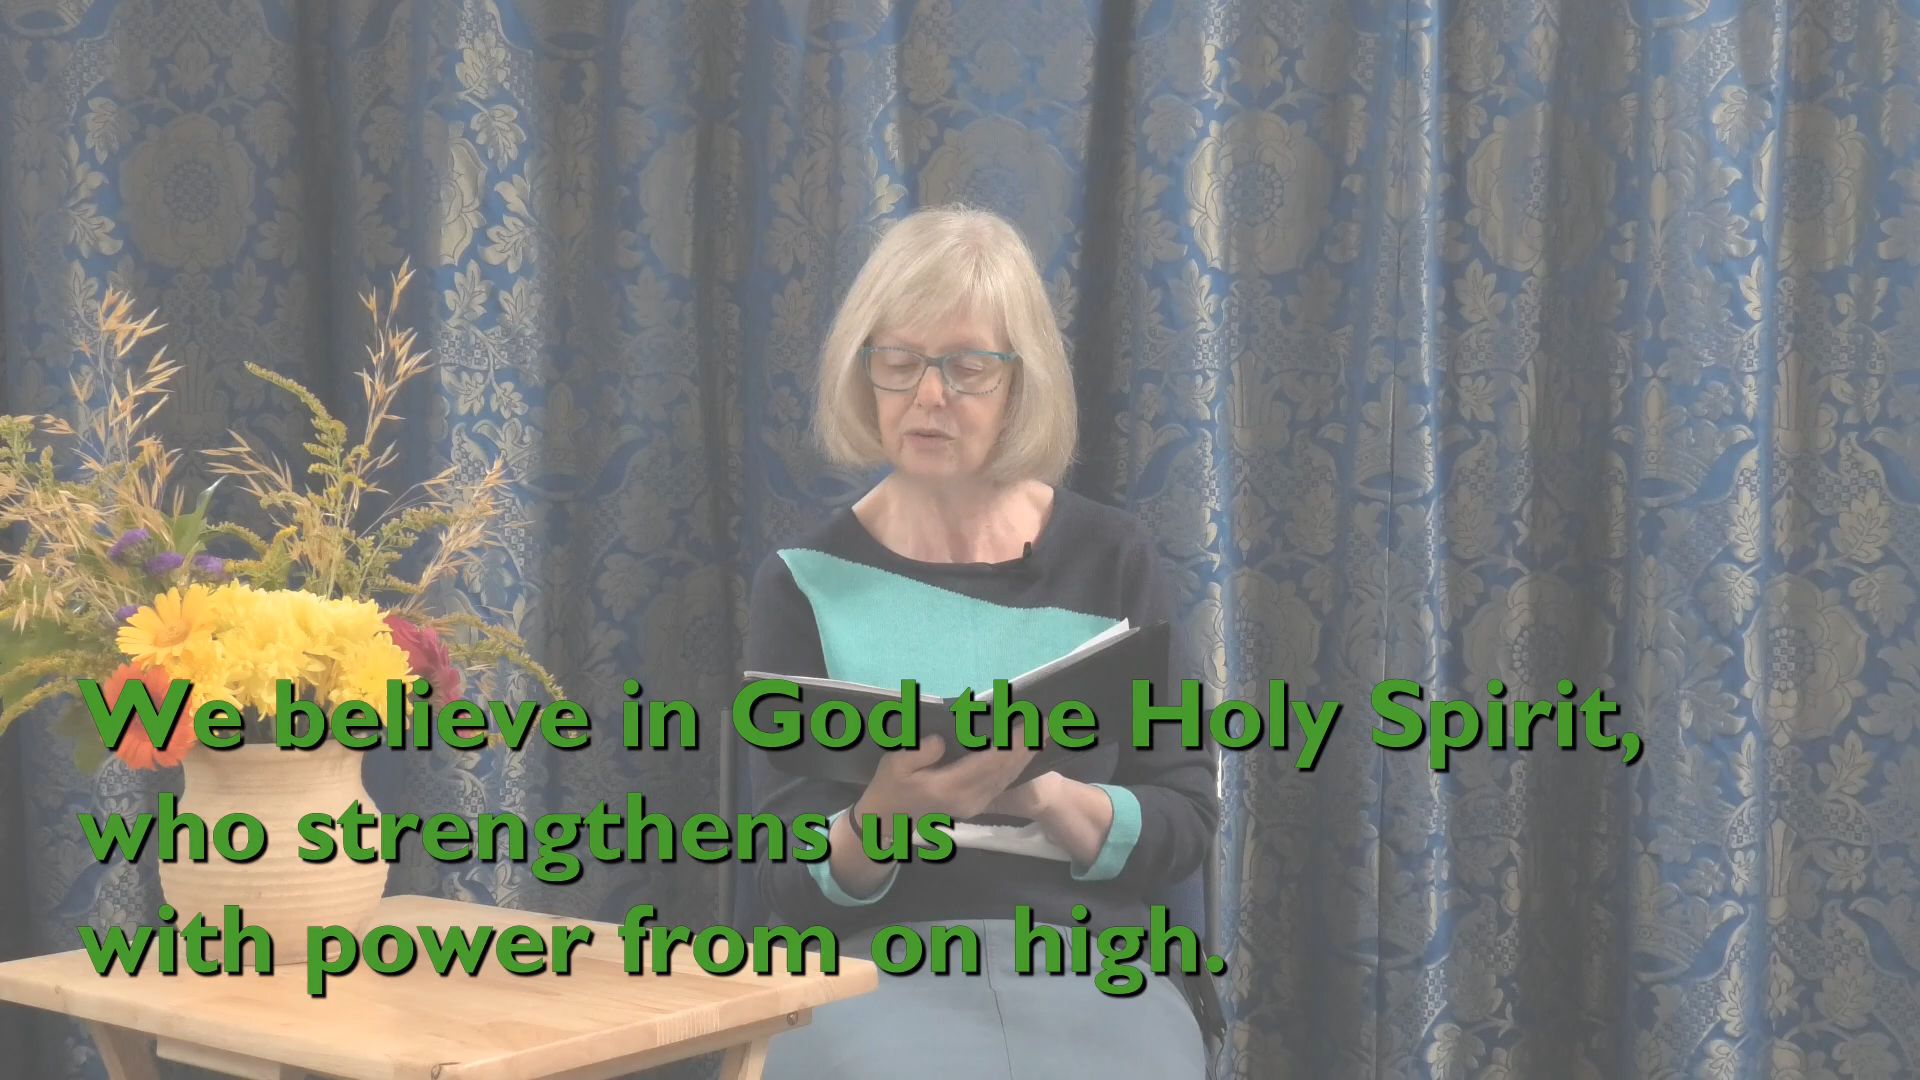 We believe in God the Holy Spirit,
who strengthens us
with power from on high.